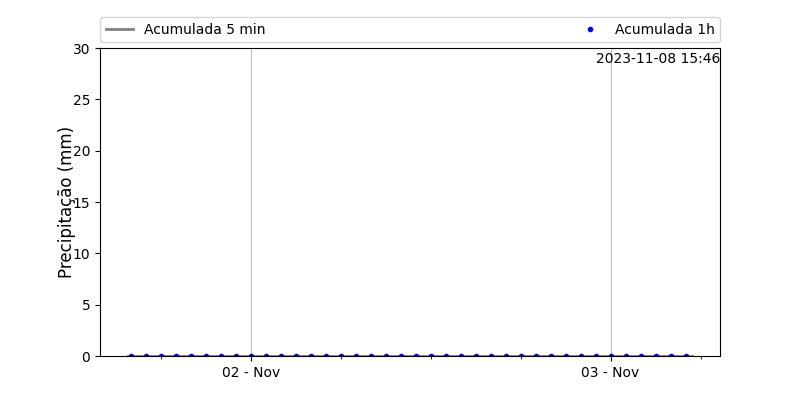 Acumulada 5 min
Acumulada 1h
2023-11-08 15:46
Precipitação (mm)
30
25
20
15
10
5
0
02 - Nov
03 - Nov